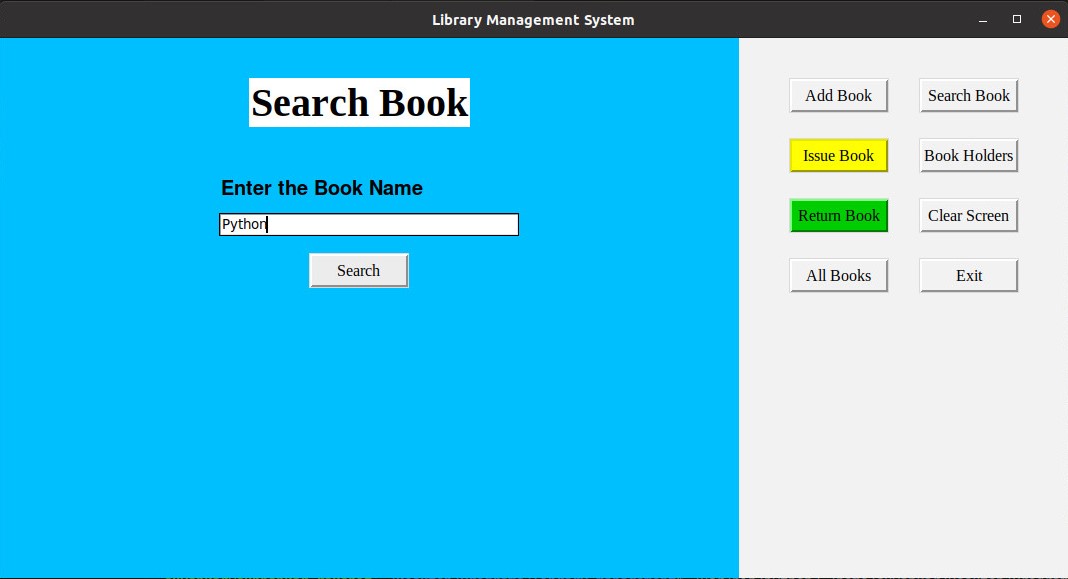 Library Management System
Search Book
Enter the Book Name
Python
Search
Add Book
Search Book
Issue Book
Book Holders
Return Book
Clear Screen
All Books
Exit